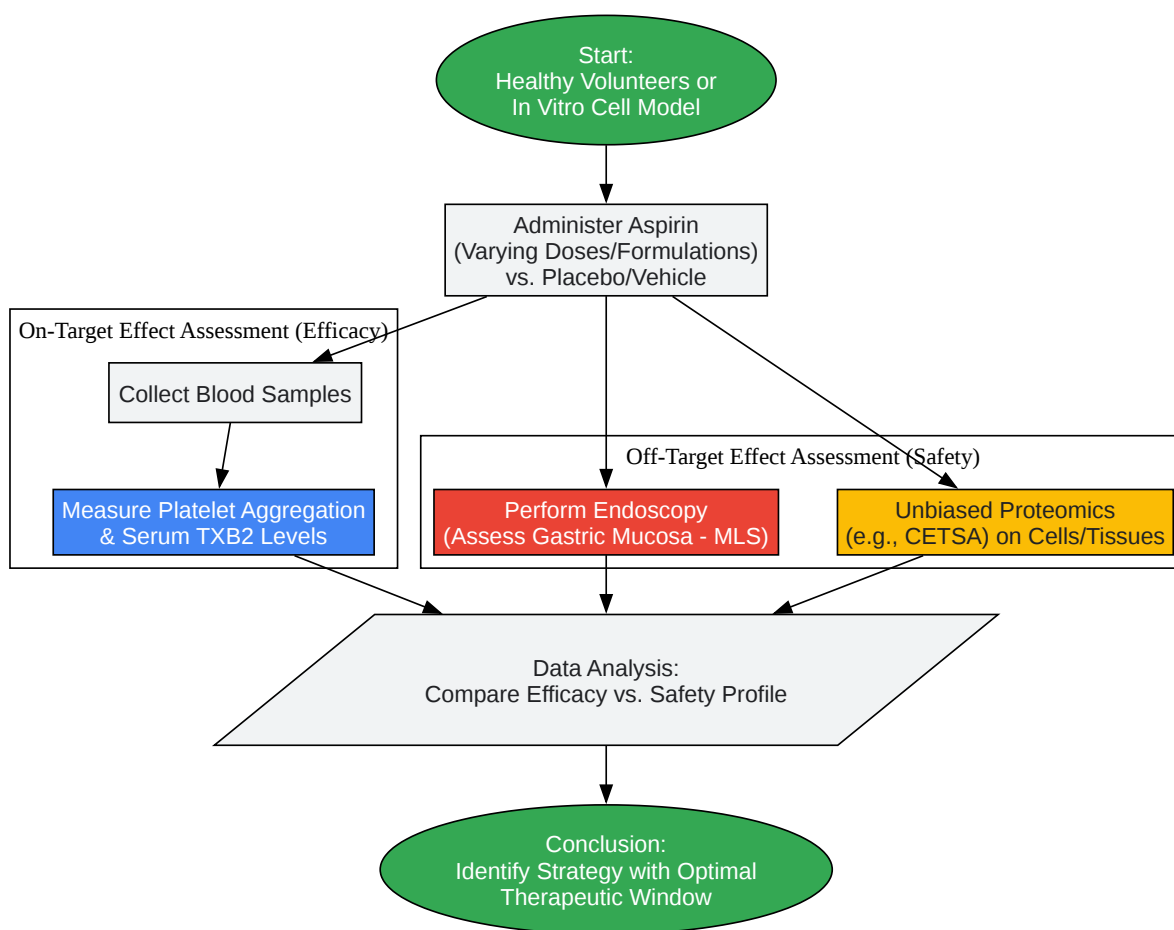 Start:
Healthy Volunteers or
In Vitro Cell Model
Administer Aspirin
(Varying Doses/Formulations)
vs. Placebo/Vehicle
On-Target Effect Assessment (Efficacy)
Collect Blood Samples
Measure Platelet Aggregation
& Serum TXB2 Levels
Off-Target Effect Assessment (Safety)
Perform Endoscopy
(Assess Gastric Mucosa - MLS)
Unbiased Proteomics
(e.g., CETSA) on Cells/Tissues
Data Analysis:
Compare Efficacy vs. Safety Profile
Conclusion:
Identify Strategy with Optimal
Therapeutic Window